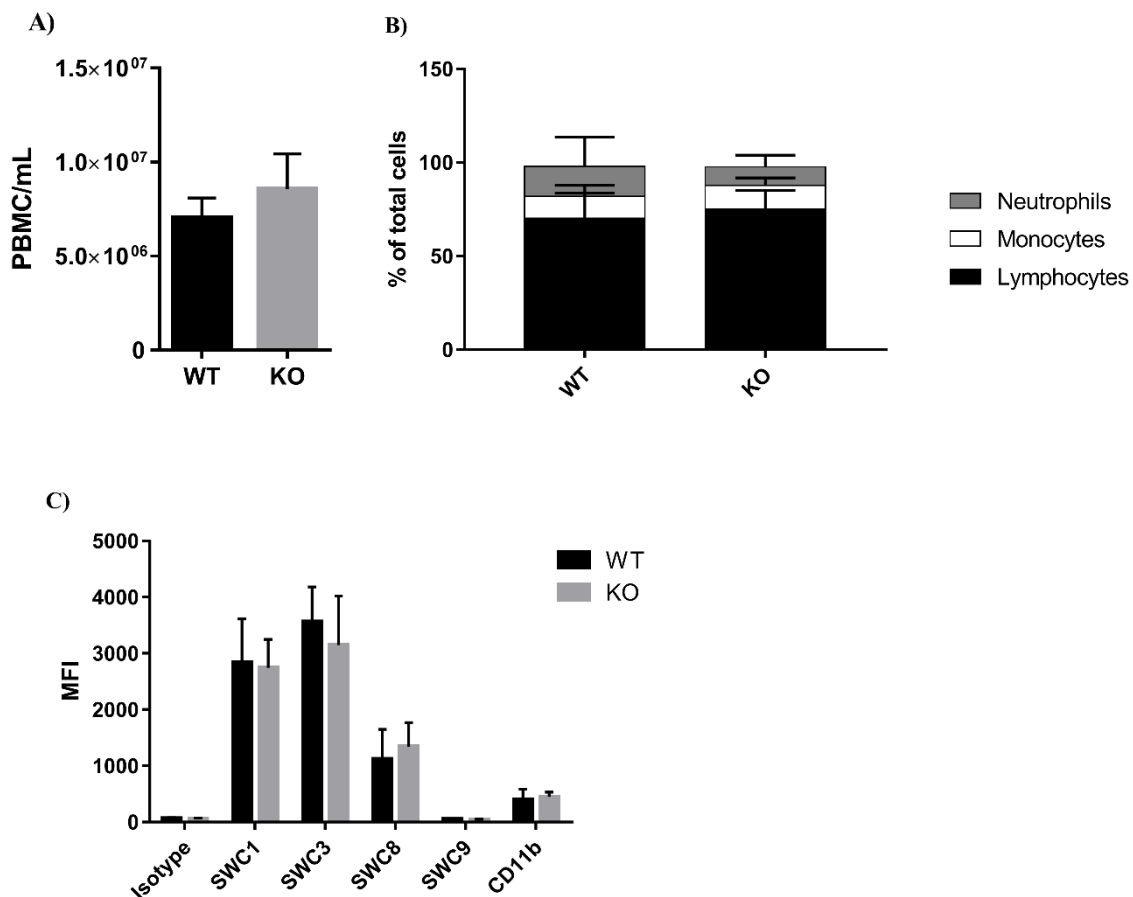 A)
PBMC/mL
1.5×10⁰⁷
1.0×10⁰⁷
5.0×10⁰⁶
0
WT KO
B)
% of total cells
150
100
50
0
WT KO
Neutrophils
Monocytes
Lymphocytes
C)
MFI
5000
4000
3000
2000
1000
0
Isotype SWC1 SWC3 SWC8 SWC9 CD11b
WT
KO